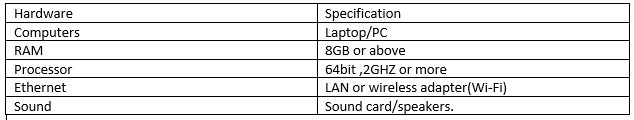 Hardware Specification
Computers Laptop/PC
RAM 8GB or above
Processor 64bit ,2GHZ or more
Ethernet LAN or wireless adapter(Wi-Fi)
Sound Sound card/speakers.